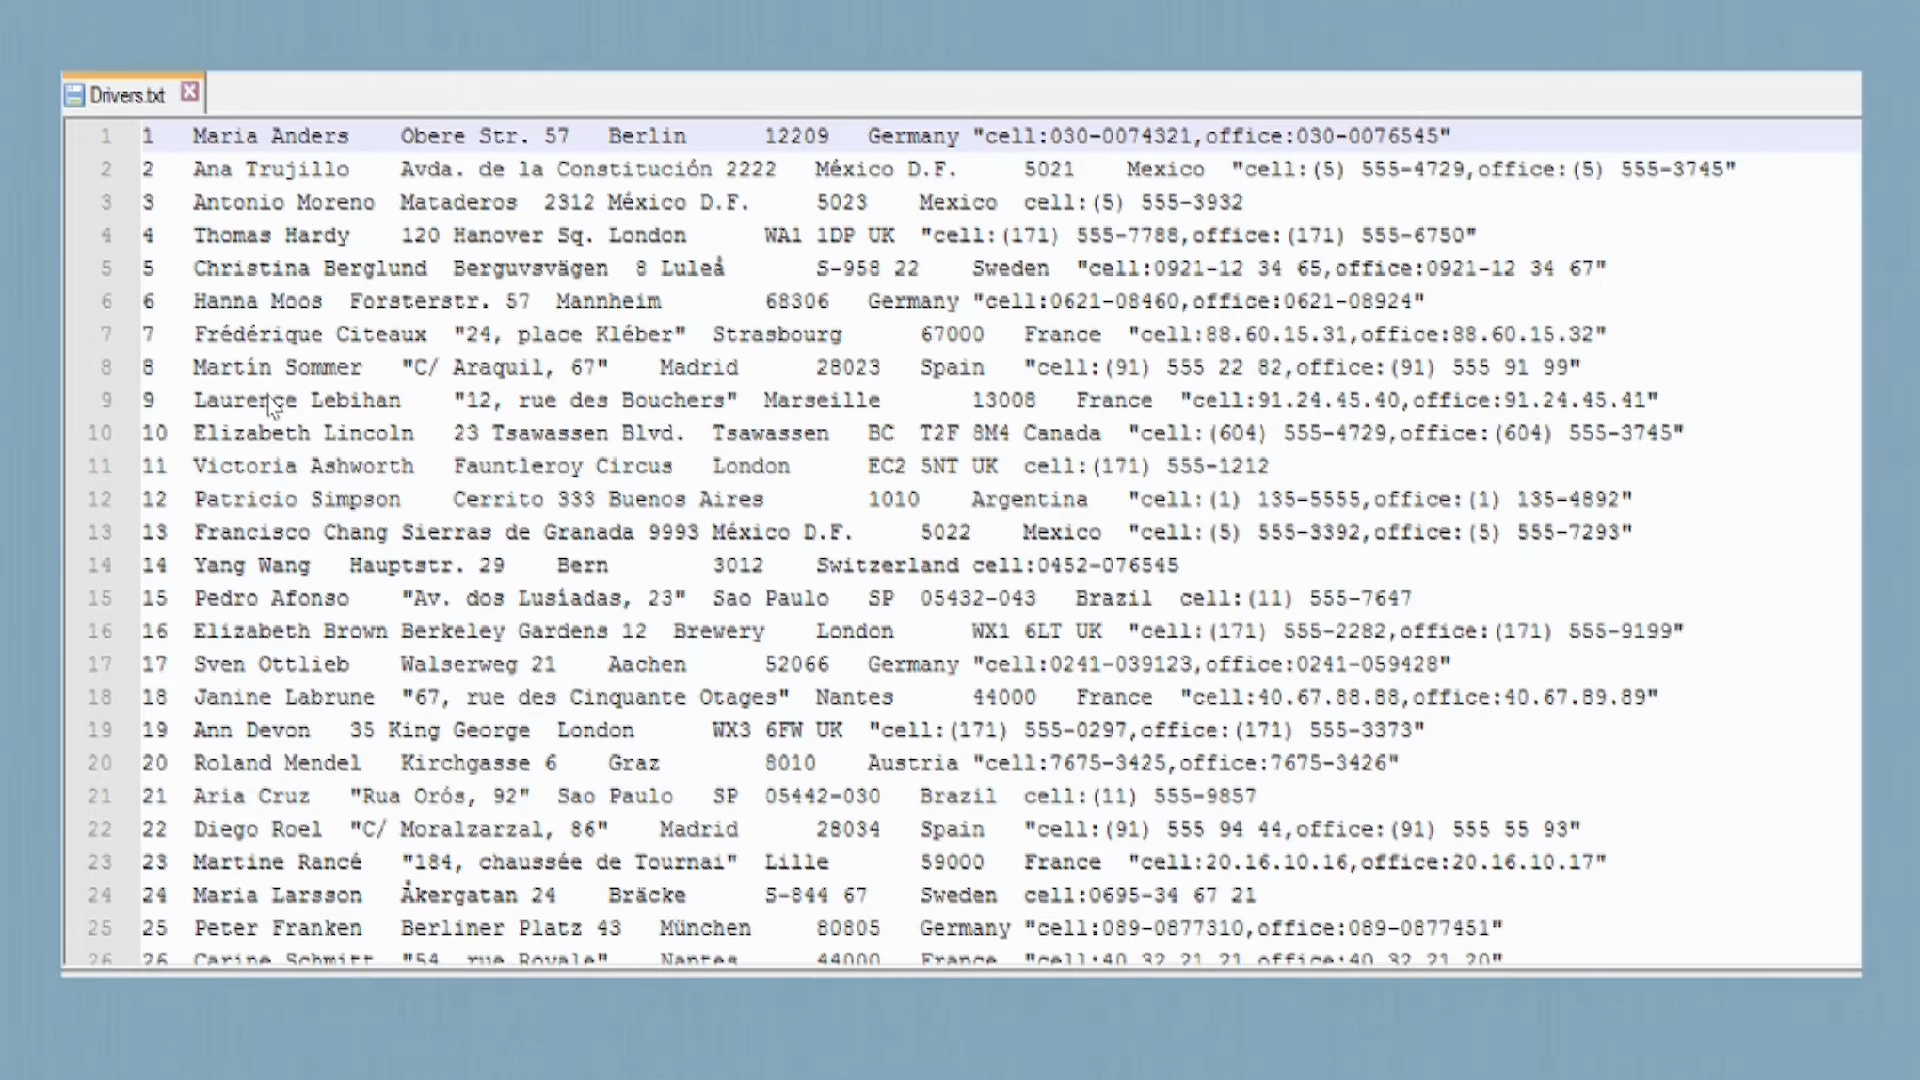 Drivers.txt
1 1 Maria Anders Obere Str. 57 Berlin 12209 Germany "cell:030-0074321,office:030-0076545"
2 2 Ana Trujillo Avda. de la Constitución 2222 México D.F. 5021 Mexico "cell:(5) 555-4729,office:(5) 555-3745"
3 3 Antonio Moreno Mataderos 2312 México D.F. 5023 Mexico cell:(5) 555-3932
4 4 Thomas Hardy 120 Hanover Sq. London WA1 1DP UK "cell:(171) 555-7788,office:(171) 555-6750"
5 5 Christina Berglund Berguvsvägen 8 Luleå S-958 22 Sweden "cell:0921-12 34 65,office:0921-12 34 67"
6 6 Hanna Moos Forsterstr. 57 Mannheim 68306 Germany "cell:0621-08460,office:0621-08924"
7 7 Frédérique Citeaux "24, place Kléber" Strasbourg 67000 France "cell:88.60.15.31,office:88.60.15.32"
8 8 Martín Sommer "C/ Araquil, 67" Madrid 28023 Spain "cell:(91) 555 22 82,office:(91) 555 91 99"
9 9 Laurence Lebihan "12, rue des Bouchers" Marseille 13008 France "cell:91.24.45.40,office:91.24.45.41"
10 10 Elizabeth Lincoln 23 Tsawassen Blvd. Tsawassen BC T2F 8M4 Canada "cell:(604) 555-4729,office:(604) 555-3745"
11 11 Victoria Ashworth Fauntleroy Circus London EC2 5NT UK cell:(171) 555-1212
12 12 Patricio Simpson Cerrito 333 Buenos Aires 1010 Argentina "cell:(1) 135-5555,office:(1) 135-4892"
13 13 Francisco Chang Sierras de Granada 9993 México D.F. 5022 Mexico "cell:(5) 555-3392,office:(5) 555-7293"
14 14 Yang Wang Hauptstr. 29 Bern 3012 Switzerland cell:0452-076545
15 15 Pedro Afonso "Av. dos Lusíadas, 23" Sao Paulo SP 05432-043 Brazil cell:(11) 555-7647
16 16 Elizabeth Brown Berkeley Gardens 12 Brewery London WX1 6LT UK "cell:(171) 555-2282,office:(171) 555-9199"
17 17 Sven Ottlieb Walserweg 21 Aachen 52066 Germany "cell:0241-039123,office:0241-059428"
18 18 Janine Labrune "67, rue des Cinquante Otages" Nantes 44000 France "cell:40.67.88.88,office:40.67.89.89"
19 19 Ann Devon 35 King George London WX3 6FW UK "cell:(171) 555-0297,office:(171) 555-3373"
20 20 Roland Mendel Kirchgasse 6 Graz 8010 Austria "cell:7675-3425,office:7675-3426"
21 21 Aria Cruz "Rua Orós, 92" Sao Paulo SP 05442-030 Brazil cell:(11) 555-9857
22 22 Diego Roel "C/ Moralzarzal, 86" Madrid 28034 Spain "cell:(91) 555 94 44,office:(91) 555 55 93"
23 23 Martine Rancé "184, chaussée de Tournai" Lille 59000 France "cell:20.16.10.16,office:20.16.10.17"
24 24 Maria Larsson Åkergatan 24 Bräcke S-844 67 Sweden cell:0695-34 67 21
25 25 Peter Franken Berliner Platz 43 München 80805 Germany "cell:089-0877310,office:089-0877451"
26 26 Carine Schmitt "54, rue Royale" Nantes 44000 France "cell:40.32.21.21,office:40.32.21.20"